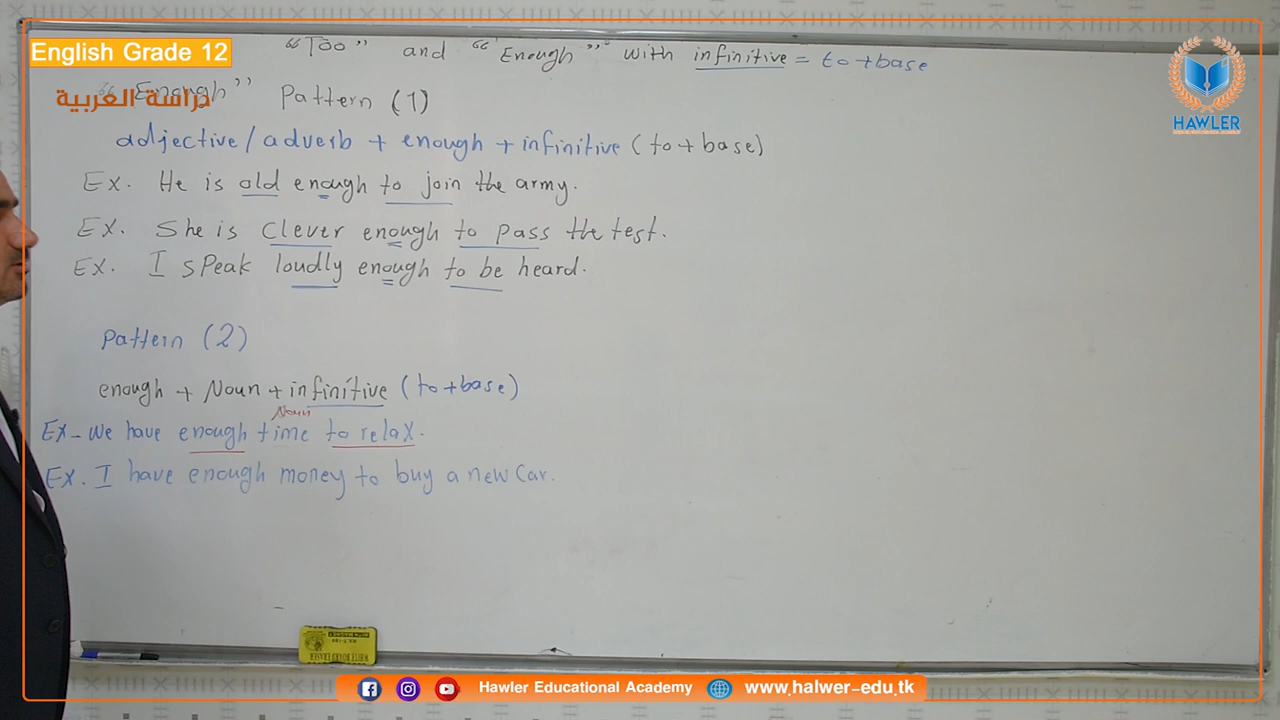 English Grade 12
"Too" and "Enough" with infinitive = to + base
دراسة العربية
"Enough" Pattern (1)
HAWLER
adjective / adverb + enough + infinitive (to + base)
Ex. He is old enough to join the army.
Ex. She is clever enough to pass the test.
Ex. I speak loudly enough to be heard.
Pattern (2)
enough + Noun + infinitive (to + base)
Noun
Ex - We have enough time to relax.
Ex. I have enough money to buy a new car.
WHITE BOARD ERASER
Hawler Educational Academy www.halwer-edu.tk